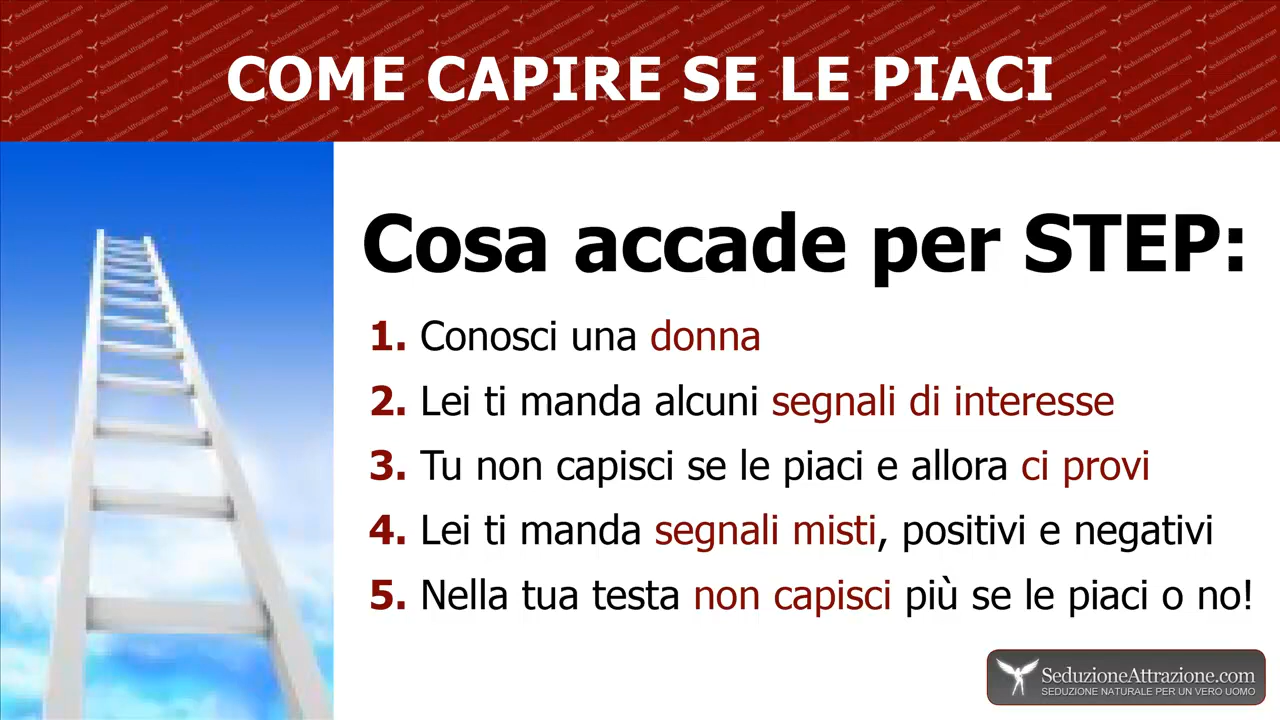 COME CAPIRE SE LE PIACI
Cosa accade per STEP:
1. Conosci una donna
2. Lei ti manda alcuni segnali di interesse
3. Tu non capisci se le piaci e allora ci provi
4. Lei ti manda segnali misti, positivi e negativi
5. Nella tua testa non capisci più se le piaci o no!
SeduzioneAttrazione.com
SEDUZIONE NATURALE PER UN VERO UOMO